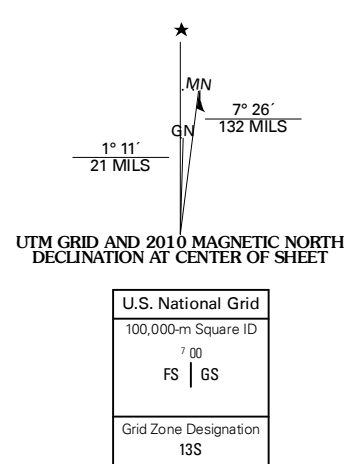 MN
7° 26´
132 MILS
GN
1° 11´
21 MILS
UTM GRID AND 2010 MAGNETIC NORTH
DECLINATION AT CENTER OF SHEET
U.S. National Grid
100,000-m Square ID
7 00
FS GS
Grid Zone Designation
13S